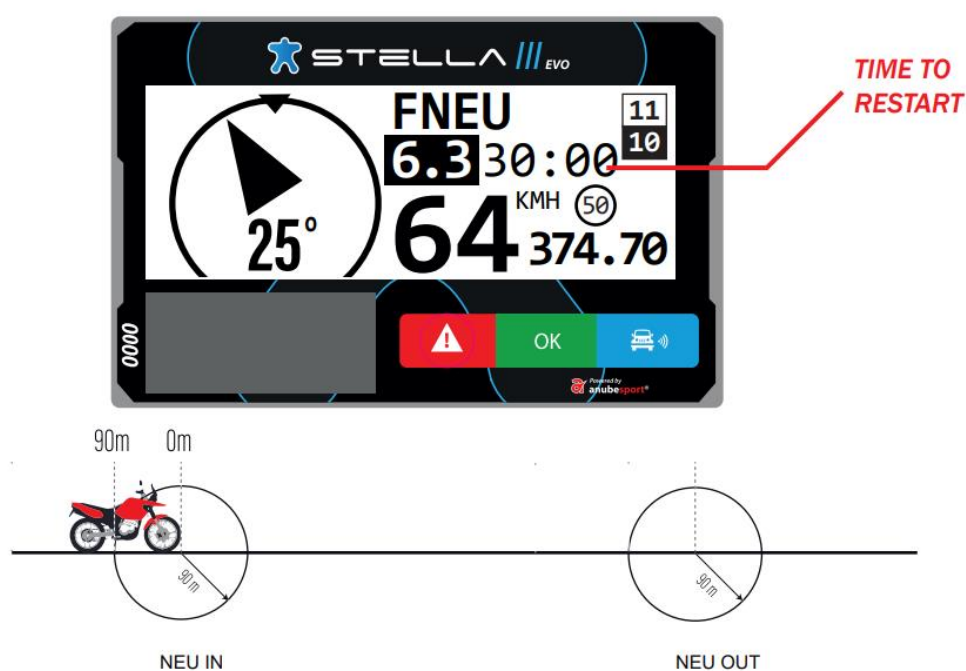 STELLA III EVO
TIME TO
RESTART
FNEU
11
10
6.3 30:00
25°
64 KMH 50
374.70
0000
OK
Powered by
anubesport®
90m 0m
90 m
90 m
NEU IN
NEU OUT